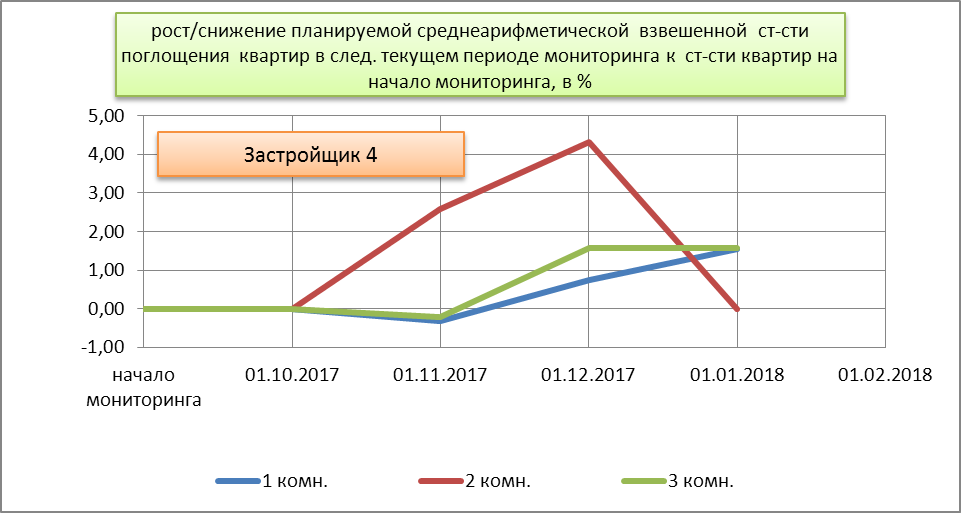 рост/снижение планируемой среднеарифметической взвешенной ст-сти
поглощения квартир в след. текущем периоде мониторинга к ст-сти квартир на
начало мониторинга, в %
5,00
4,00
3,00
2,00
1,00
0,00
-1,00
Застройщик 4
начало
мониторинга
01.10.2017
01.11.2017
01.12.2017
01.01.2018
01.02.2018
1 комн.
2 комн.
3 комн.